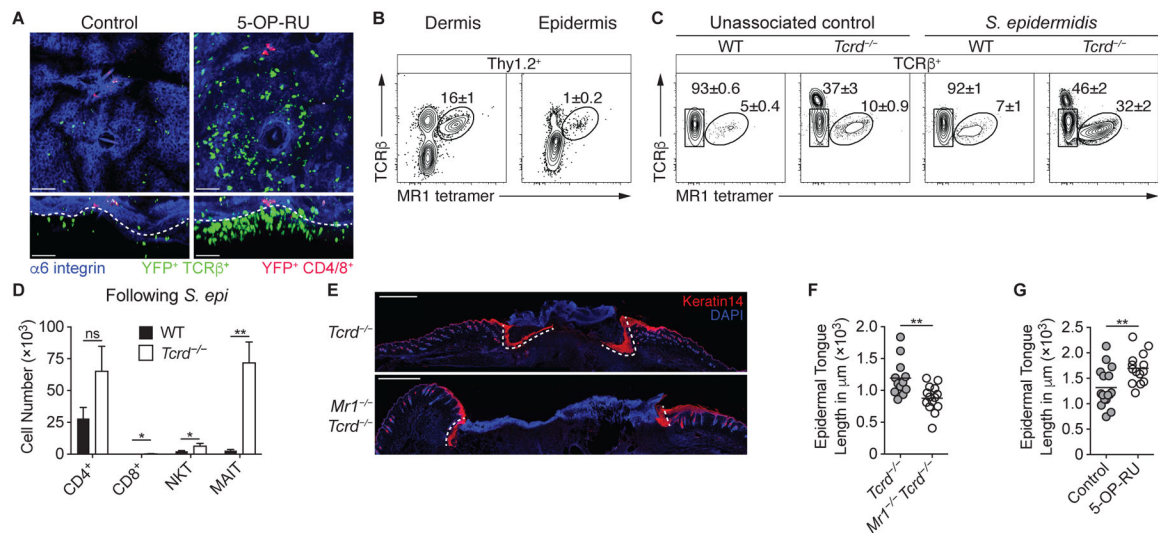 A
Control
5-OP-RU
α6 integrin
YFP⁺ TCRβ⁺
YFP⁺ CD4/8⁺
B
Dermis
Epidermis
Thy1.2⁺
16±1
1±0.2
TCRβ
MR1 tetramer
C
Unassociated control
S. epidermidis
WT
Tcrd⁻/⁻
WT
Tcrd⁻/⁻
TCRβ⁺
93±0.6
5±0.4
37±3
10±0.9
92±1
7±1
46±2
32±2
TCRβ
MR1 tetramer
D
Following S. epi
WT
Tcrd⁻/⁻
ns
*
*
**
Cell Number (×10³)
100
75
50
25
0
CD4⁺
CD8⁺
NKT
MAIT
E
Keratin14
DAPI
Tcrd⁻/⁻
Mr1⁻/⁻
Tcrd⁻/⁻
F
**
Epidermal Tongue
Length in μm (×10³)
2.0
1.5
1.0
0.5
0
Tcrd⁻/⁻
Mr1⁻/⁻ Tcrd⁻/⁻
G
**
Epidermal Tongue
Length in μm (×10³)
2.5
2.0
1.5
1.0
0.5
0
Control
5-OP-RU